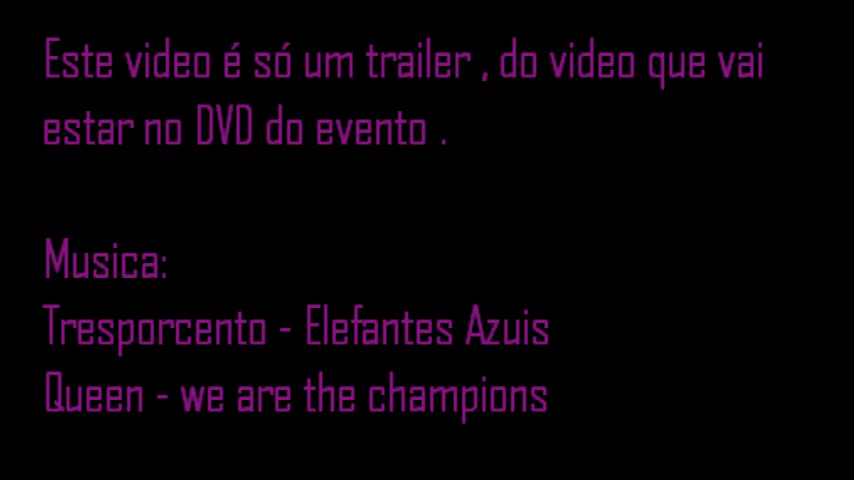 Este video é só um trailer , do video que vai
estar no DVD do evento .
Musica:
Tresporcento - Elefantes Azuis
Queen - we are the champions